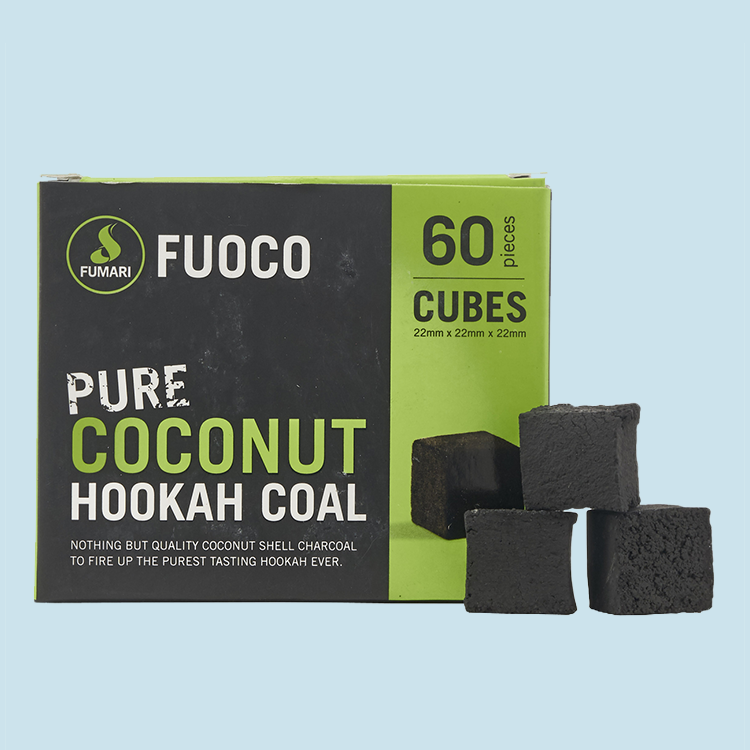 FUMARI
FUOCO
PURE
COCONUT
HOOKAH COAL
NOTHING BUT QUALITY COCONUT SHELL CHARCOAL
TO FIRE UP THE PUREST TASTING HOOKAH EVER.
60 pieces
CUBES
22mm x 22mm x 22mm